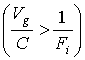 (V_g/C > 1/F_i)